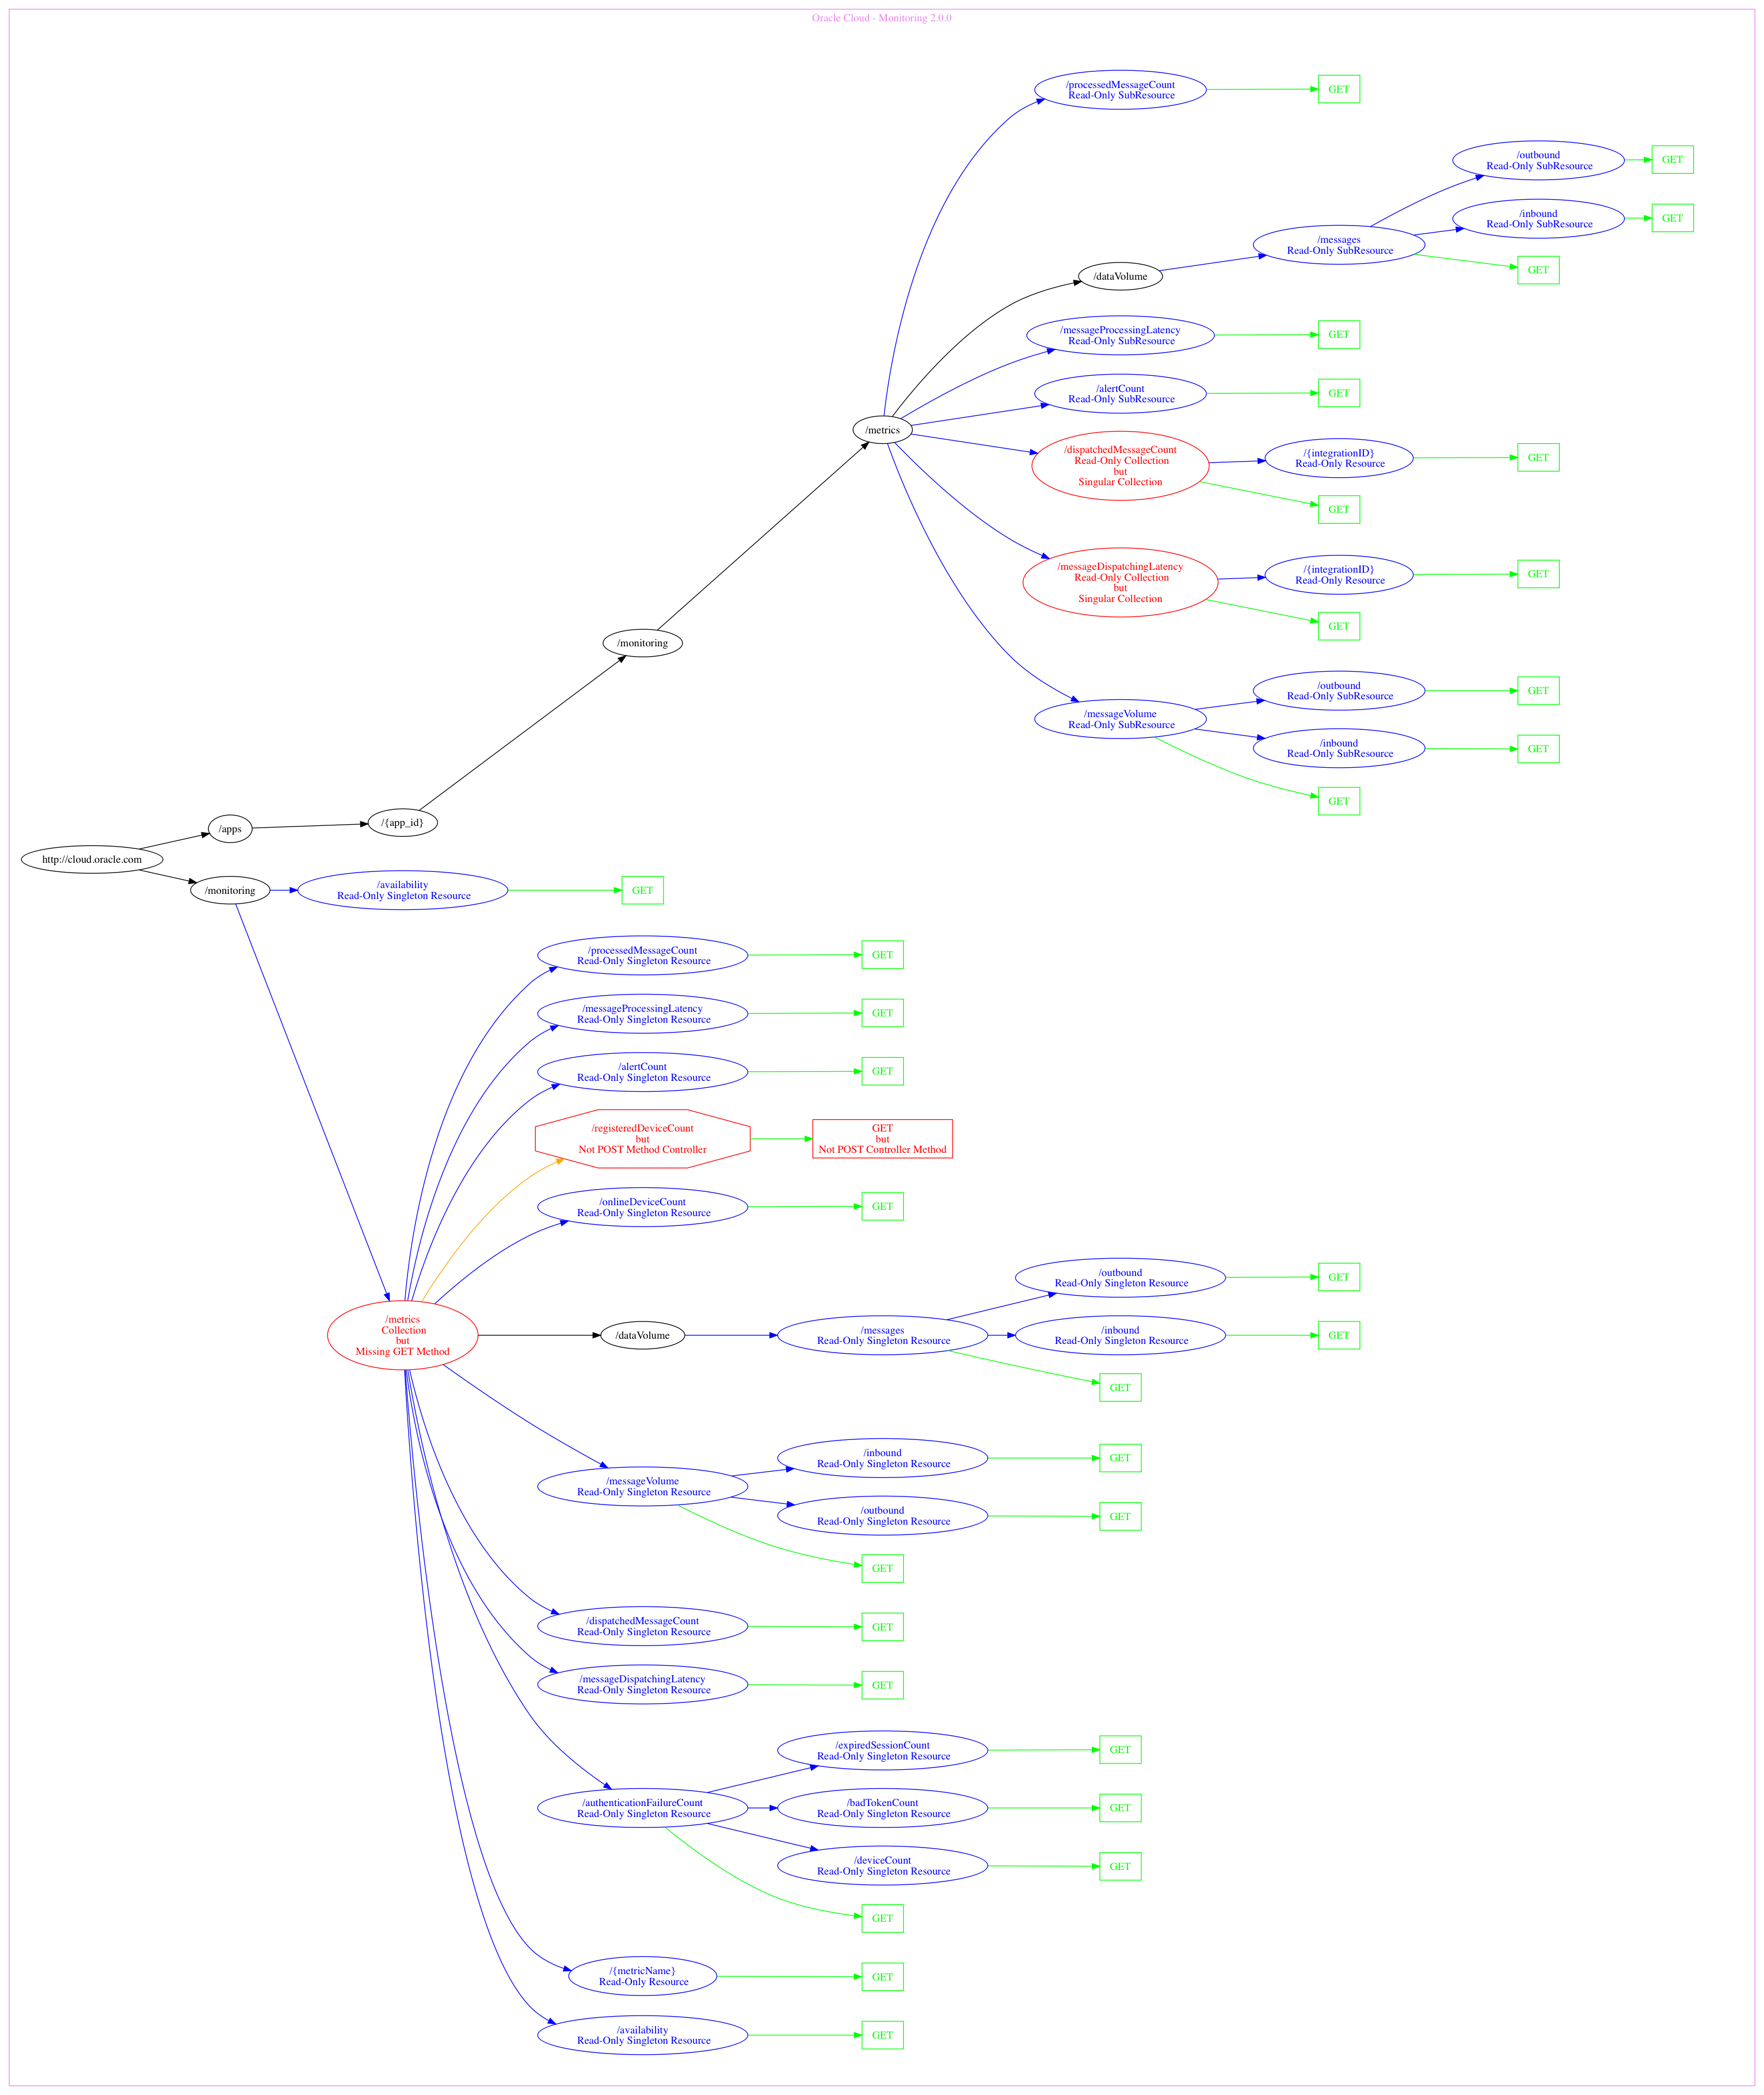 Oracle Cloud - Monitoring 2.0.0
/processedMessageCount
Read-Only SubResource
GET
/outbound
Read-Only SubResource
GET
/inbound
Read-Only SubResource
GET
/messages
Read-Only SubResource
GET
/dataVolume
/messageProcessingLatency
Read-Only SubResource
GET
/alertCount
Read-Only SubResource
GET
/metrics
/dispatchedMessageCount
Read-Only Collection
but
Singular Collection
/{integrationID}
Read-Only Resource
GET
GET
/messageDispatchingLatency
Read-Only Collection
but
Singular Collection
/{integrationID}
Read-Only Resource
GET
GET
/monitoring
/outbound
Read-Only SubResource
GET
/messageVolume
Read-Only SubResource
/inbound
Read-Only SubResource
GET
GET
/apps
/{app_id}
http://cloud.oracle.com
/monitoring
/availability
Read-Only Singleton Resource
GET
/processedMessageCount
Read-Only Singleton Resource
GET
/messageProcessingLatency
Read-Only Singleton Resource
GET
/alertCount
Read-Only Singleton Resource
GET
/registeredDeviceCount
but
Not POST Method Controller
GET
but
Not POST Controller Method
/onlineDeviceCount
Read-Only Singleton Resource
GET
/outbound
Read-Only Singleton Resource
GET
/metrics
Collection
but
Missing GET Method
/dataVolume
/messages
Read-Only Singleton Resource
/inbound
Read-Only Singleton Resource
GET
GET
/inbound
Read-Only Singleton Resource
GET
/messageVolume
Read-Only Singleton Resource
/outbound
Read-Only Singleton Resource
GET
GET
/dispatchedMessageCount
Read-Only Singleton Resource
GET
/messageDispatchingLatency
Read-Only Singleton Resource
GET
/expiredSessionCount
Read-Only Singleton Resource
GET
/authenticationFailureCount
Read-Only Singleton Resource
/badTokenCount
Read-Only Singleton Resource
GET
/deviceCount
Read-Only Singleton Resource
GET
GET
/{metricName}
Read-Only Resource
GET
/availability
Read-Only Singleton Resource
GET